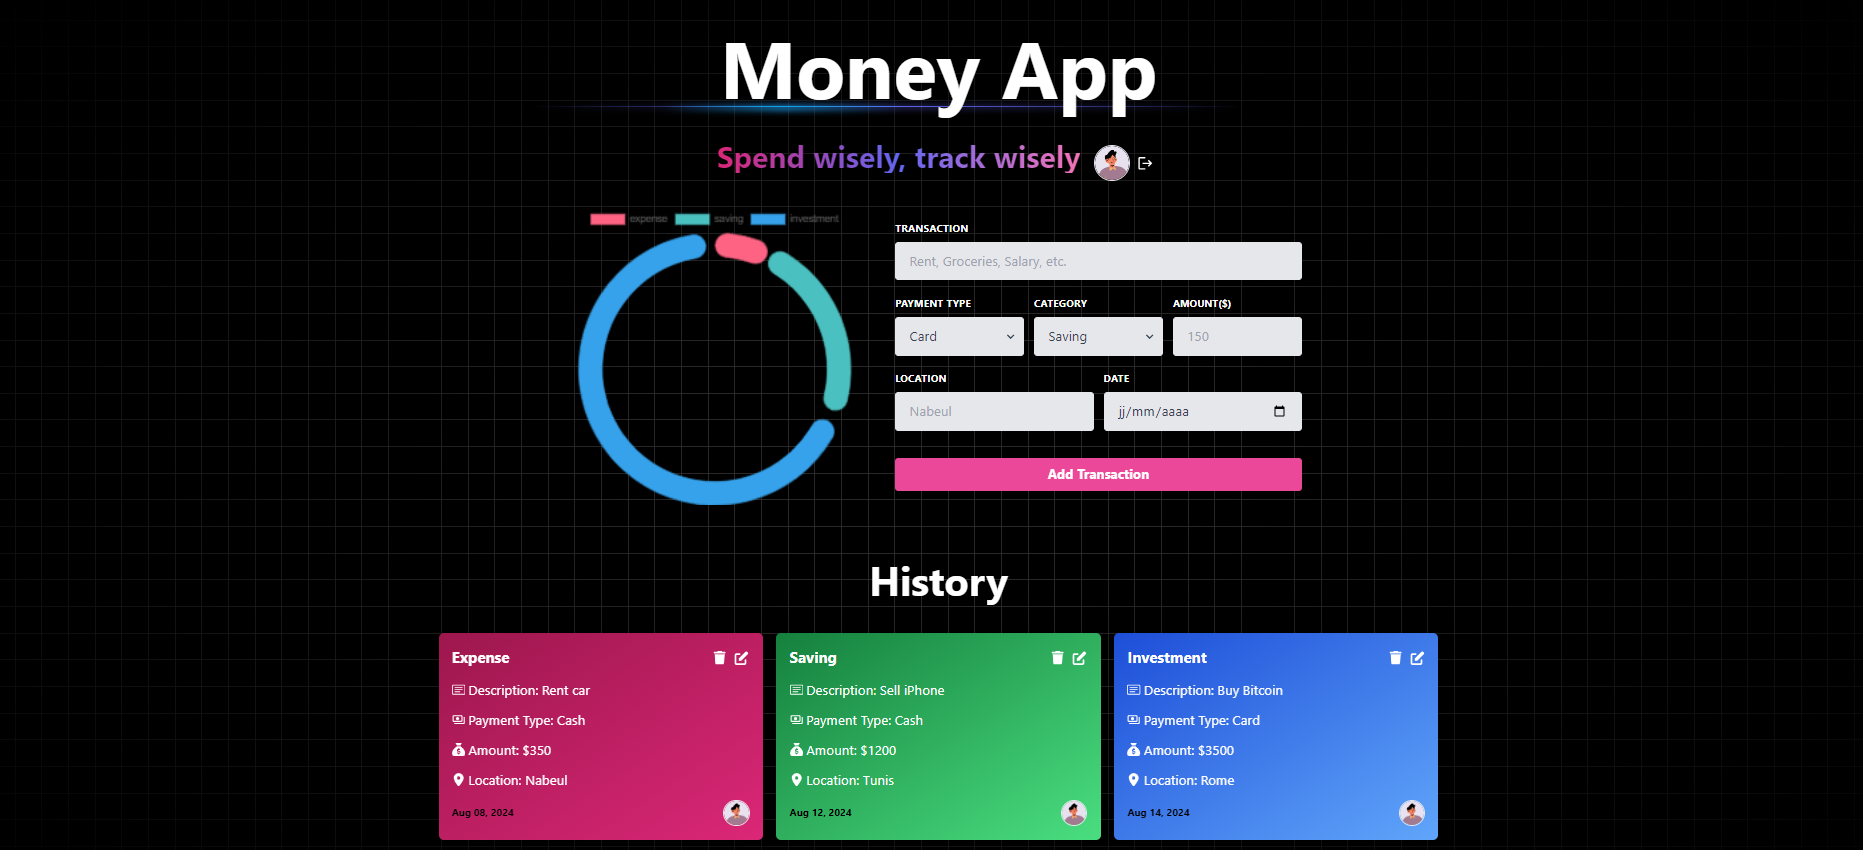 Money App
Spend wisely, track wisely
expense saving investment
TRANSACTION
Rent, Groceries, Salary, etc.
PAYMENT TYPE CATEGORY AMOUNT($)
Card Saving 150
LOCATION DATE
Nabeul jj/mm/aaaa
Add Transaction
History
Expense
Description: Rent car
Payment Type: Cash
Amount: $350
Location: Nabeul
Aug 08, 2024
Saving
Description: Sell iPhone
Payment Type: Cash
Amount: $1200
Location: Tunis
Aug 12, 2024
Investment
Description: Buy Bitcoin
Payment Type: Card
Amount: $3500
Location: Rome
Aug 14, 2024